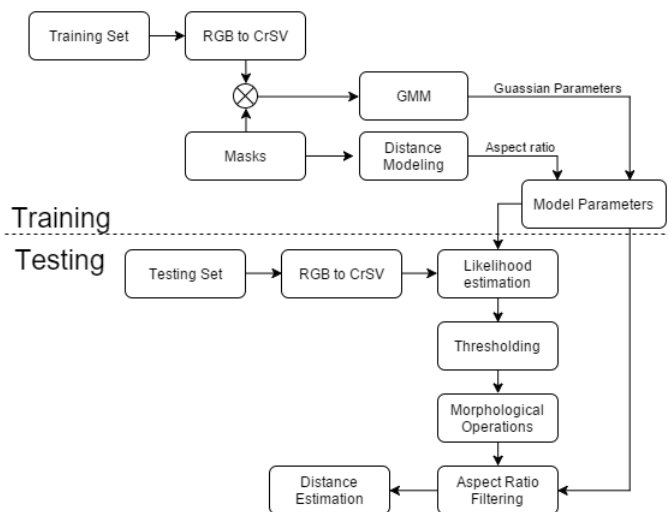 Training Set
RGB to CrSV
GMM
Guassian Parameters
Masks
Distance
Modeling
Aspect ratio
Model Parameters
Training
Testing
Testing Set
RGB to CrSV
Likelihood
estimation
Thresholding
Morphological
Operations
Distance
Estimation
Aspect Ratio
Filtering